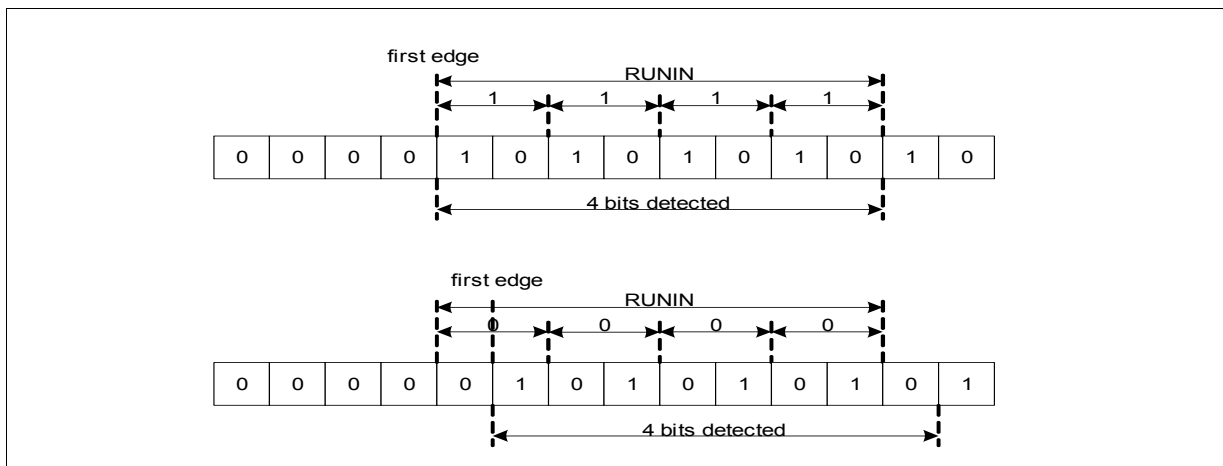 first edge
RUNIN
1 1 1 1
0 0 0 0 1 0 1 0 1 0 1 0 1 0
4 bits detected
first edge
RUNIN
0 0 0 0
0 0 0 0 0 1 0 1 0 1 0 1 0 1
4 bits detected